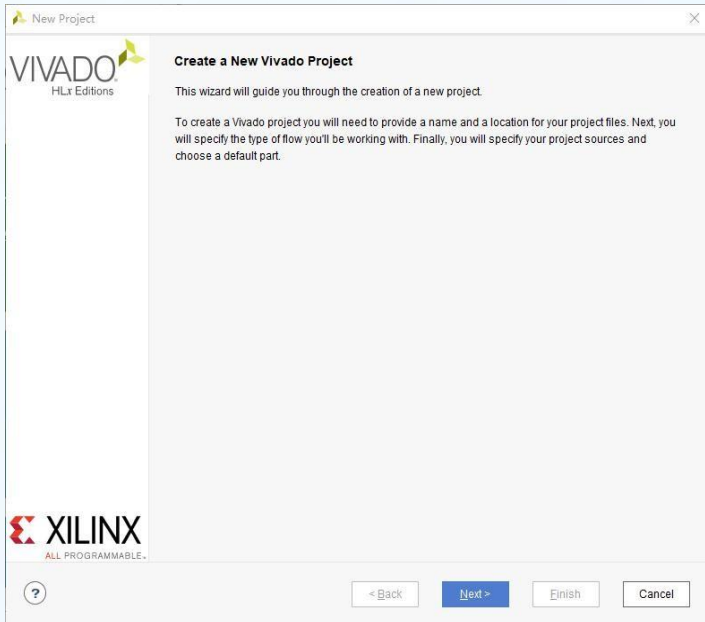 New Project
VIVADO
HLx Editions
Create a New Vivado Project
This wizard will guide you through the creation of a new project.
To create a Vivado project you will need to provide a name and a location for your project files. Next, you
will specify the type of flow you'll be working with. Finally, you will specify your project sources and
choose a default part.
XILINX
ALL PROGRAMMABLE.
? < Back Next > Finish Cancel